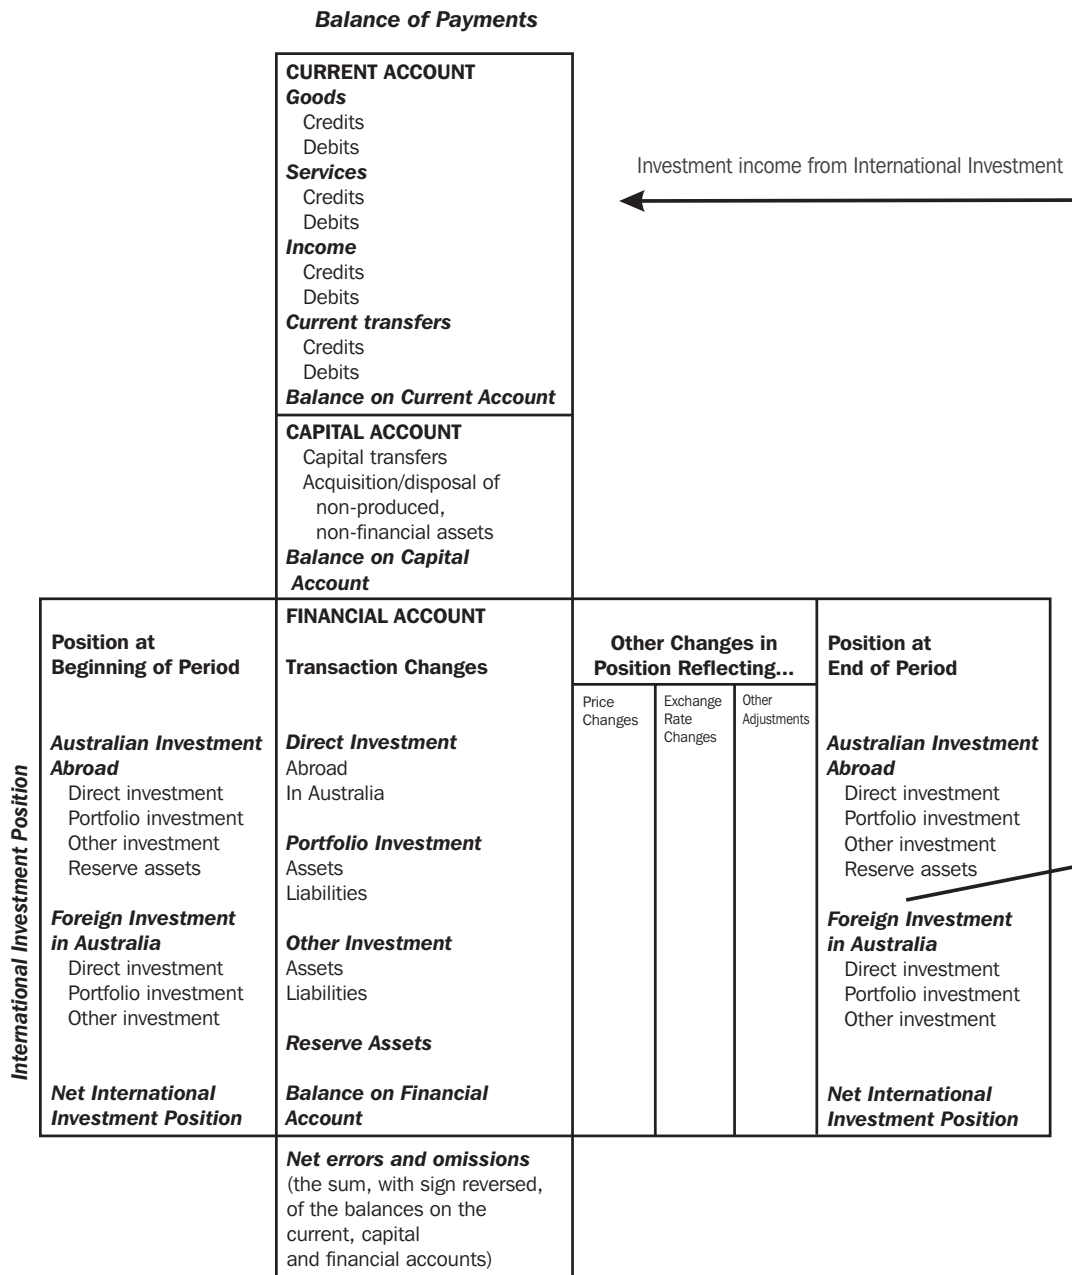 Balance of Payments
CURRENT ACCOUNT
Goods
Credits
Debits
Services
Credits
Debits
Income
Credits
Debits
Current transfers
Credits
Debits
Balance on Current Account
Investment income from International Investment
CAPITAL ACCOUNT
Capital transfers
Acquisition/disposal of
non-produced,
non-financial assets
Balance on Capital
Account
International Investment Position
Position at
Beginning of Period
Australian Investment
Abroad
Direct investment
Portfolio investment
Other investment
Reserve assets
Foreign Investment
in Australia
Direct investment
Portfolio investment
Other investment
Net International
Investment Position
FINANCIAL ACCOUNT
Transaction Changes
Direct Investment
Abroad
In Australia
Portfolio Investment
Assets
Liabilities
Other Investment
Assets
Liabilities
Reserve Assets
Balance on Financial
Account
Other Changes in
Position Reflecting...
Price
Changes
Exchange
Rate
Changes
Other
Adjustments
Position at
End of Period
Australian Investment
Abroad
Direct investment
Portfolio investment
Other investment
Reserve assets
Foreign Investment
in Australia
Direct investment
Portfolio investment
Other investment
Net International
Investment Position
Net errors and omissions
(the sum, with sign reversed,
of the balances on the
current, capital
and financial accounts)